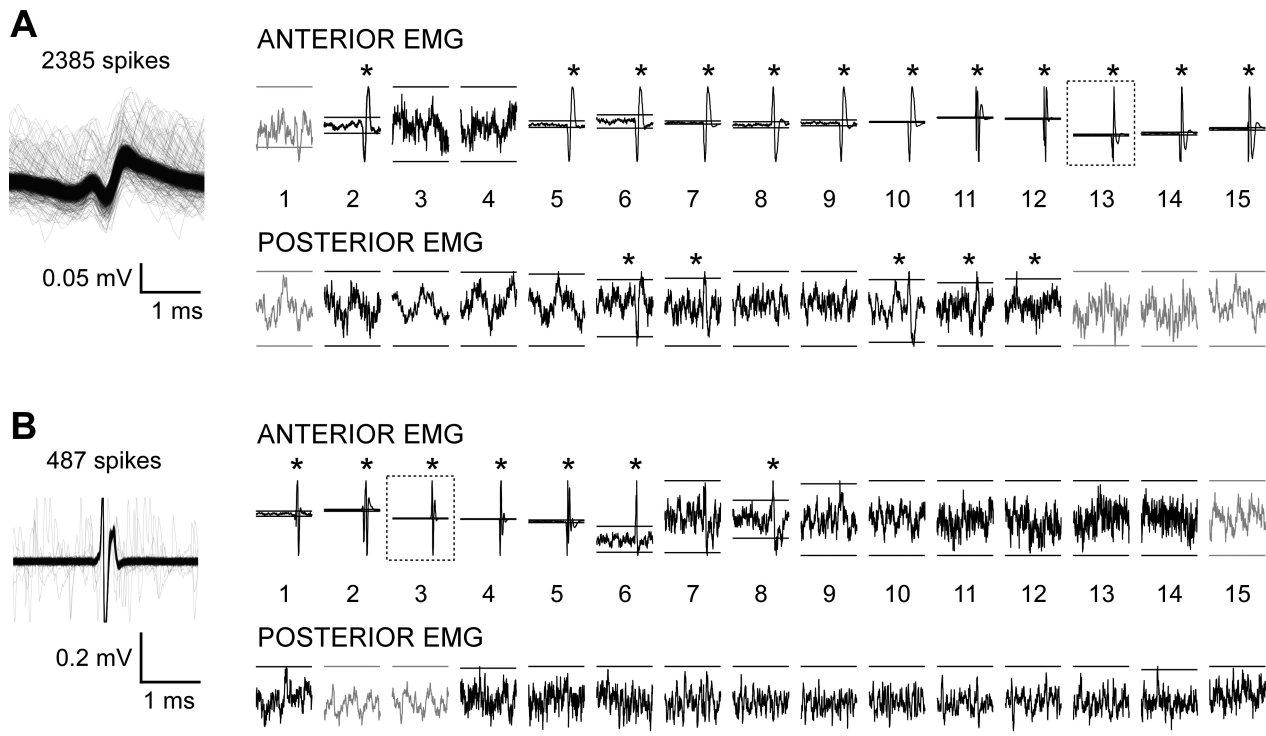 A
2385 spikes
0.05 mV
1 ms
ANTERIOR EMG
* * * * * * * * * * * *
1 2 3 4 5 6 7 8 9 10 11 12 13 14 15
POSTERIOR EMG
* * * * *
B
487 spikes
0.2 mV
1 ms
ANTERIOR EMG
* * * * * * *
1 2 3 4 5 6 7 8 9 10 11 12 13 14 15
POSTERIOR EMG